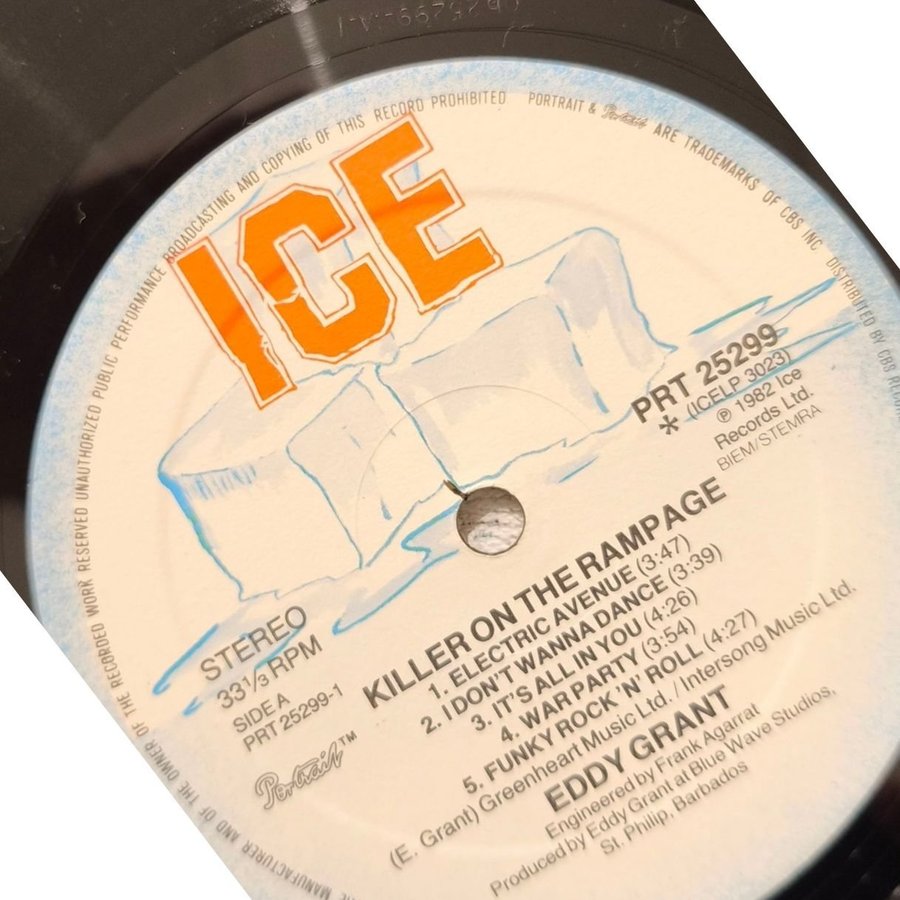 PRT 25299-A-1
MANUFACTURER AND OF THE OWNER OF THE RECORDED WORK RESERVED UNAUTHORIZED PUBLIC PERFORMANCE BROADCASTING AND COPYING OF THIS RECORD PROHIBITED PORTRAIT & Portrait ARE TRADEMARKS OF CBS INC DISTRIBUTED BY CBS
ICE
PRT 25299
* (ICELP 3023)
℗ 1982 Ice
Records Ltd.
BIEM/STEMRA
STEREO
33⅓ RPM
SIDE A
PRT 25299-1
Portrait™
KILLER ON THE RAMPAGE
1. ELECTRIC AVENUE (3:47)
2. I DON'T WANNA DANCE (3:39)
3. IT'S ALL IN YOU (4:26)
4. WAR PARTY (3:54)
5. FUNKY ROCK 'N' ROLL (4:27)
(E. Grant) Greenheart Music Ltd. / Intersong Music Ltd.
EDDY GRANT
Engineered by Frank Agarrat
Produced by Eddy Grant at Blue Wave Studios,
St. Philip, Barbados